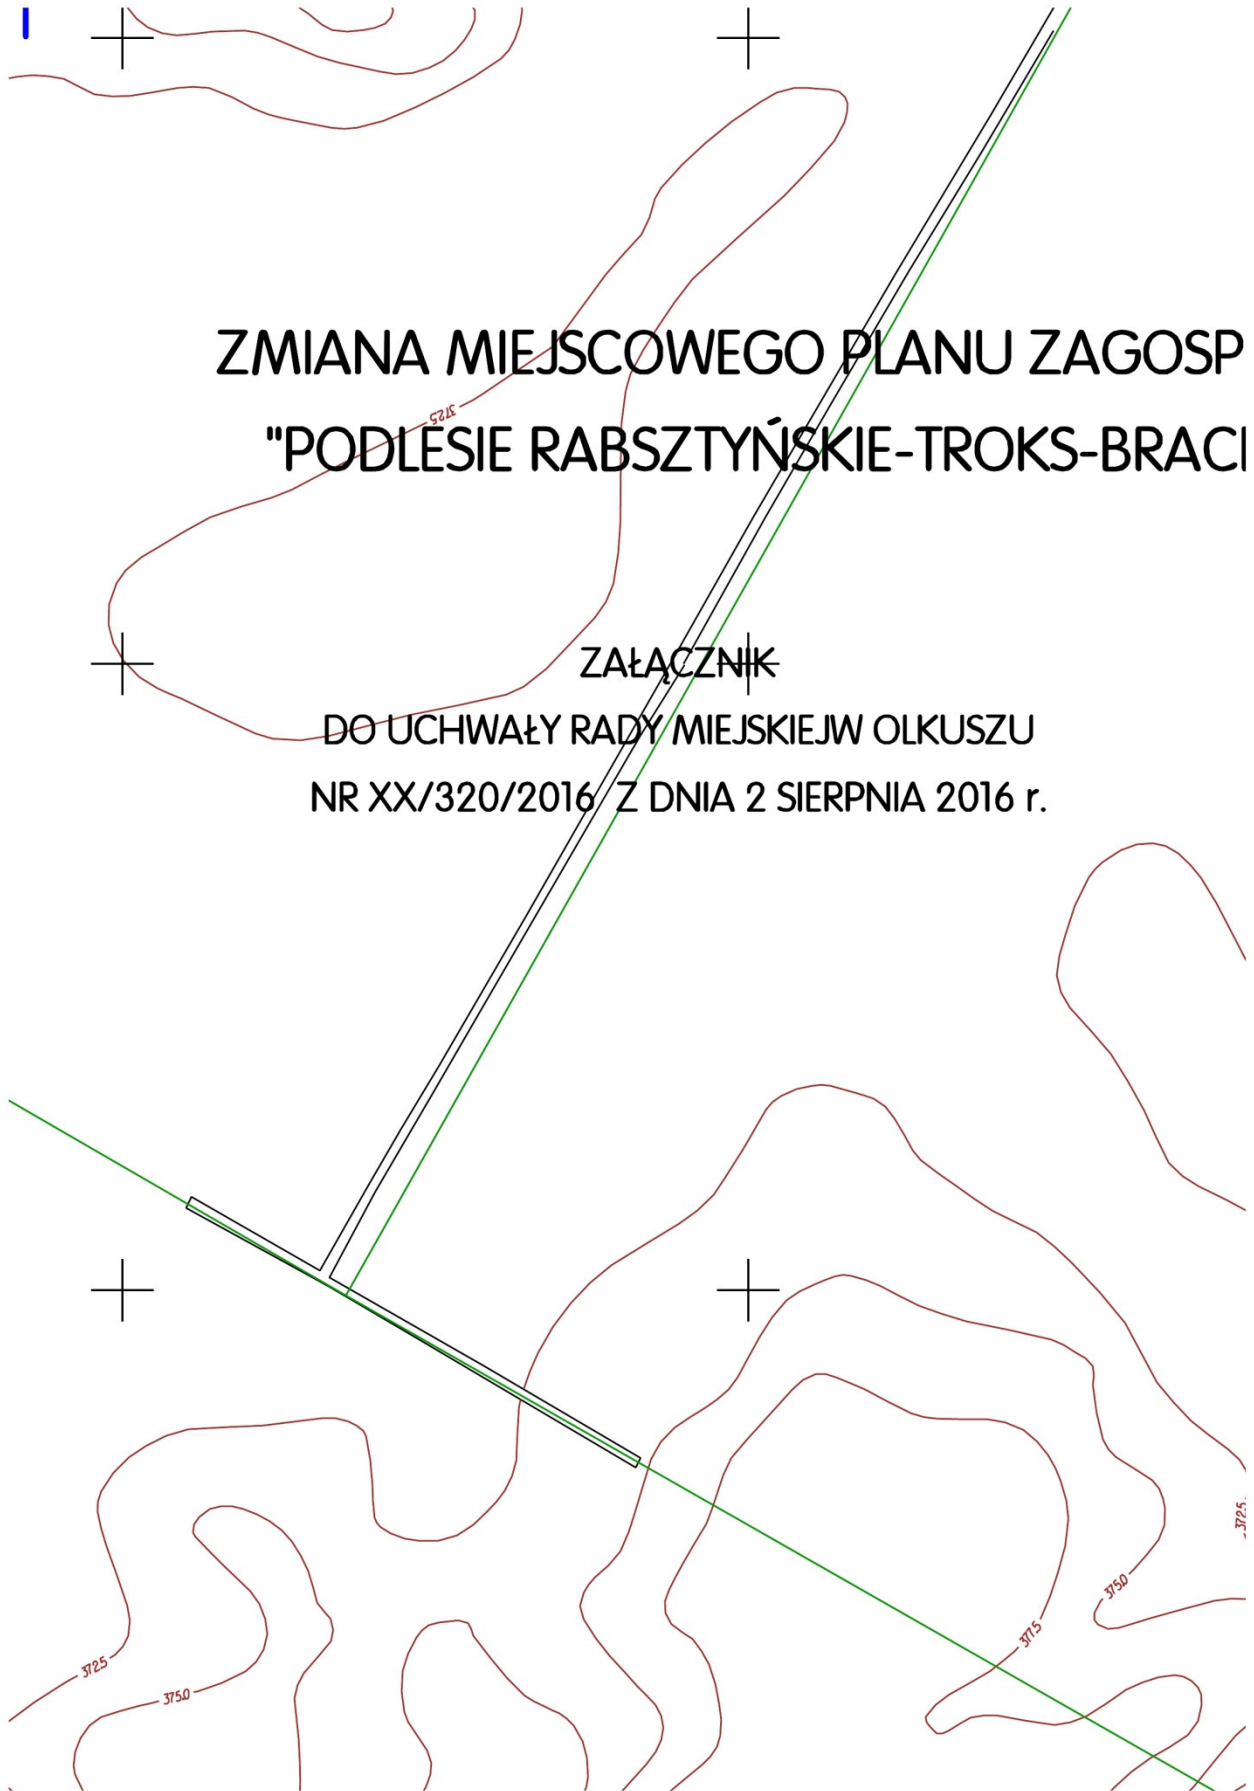 ZMIANA MIEJSCOWEGO PLANU ZAGOSP
372.5
"PODLESIE RABSZTYŃSKIE-TROKS-BRACI
ZAŁĄCZNIK
DO UCHWAŁY RADY MIEJSKIEJW OLKUSZU
NR XX/320/2016 Z DNIA 2 SIERPNIA 2016 r.
372.5
375.0
377.5
372.5
375.0